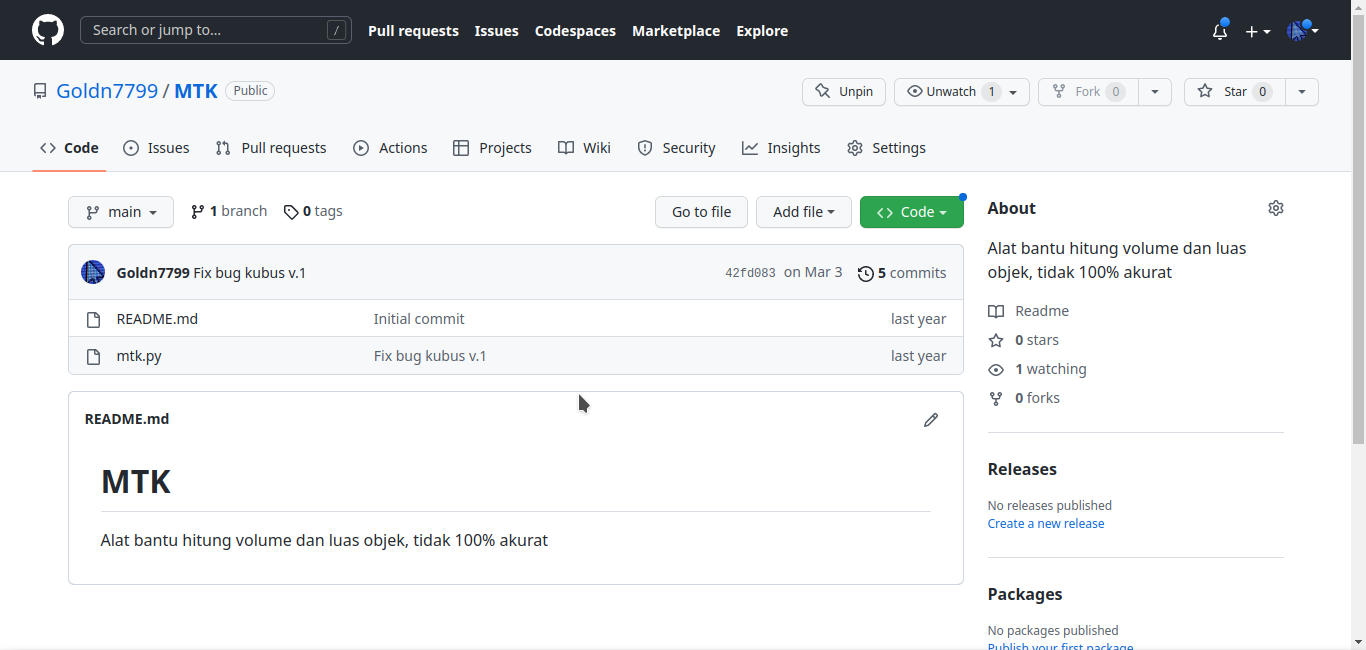 Search or jump to... / Pull requests Issues Codespaces Marketplace Explore
Goldn7799 / MTK Public Unpin Unwatch 1 Fork 0 Star 0
Code Issues Pull requests Actions Projects Wiki Security Insights Settings
main 1 branch 0 tags Go to file Add file Code
Goldn7799 Fix bug kubus v.1 42fd083 on Mar 3 5 commits
README.md Initial commit last year
mtk.py Fix bug kubus v.1 last year
README.md
MTK
Alat bantu hitung volume dan luas objek, tidak 100% akurat
About
Alat bantu hitung volume dan luas
objek, tidak 100% akurat
Readme
0 stars
1 watching
0 forks
Releases
No releases published
Create a new release
Packages
No packages published
Publish your first package